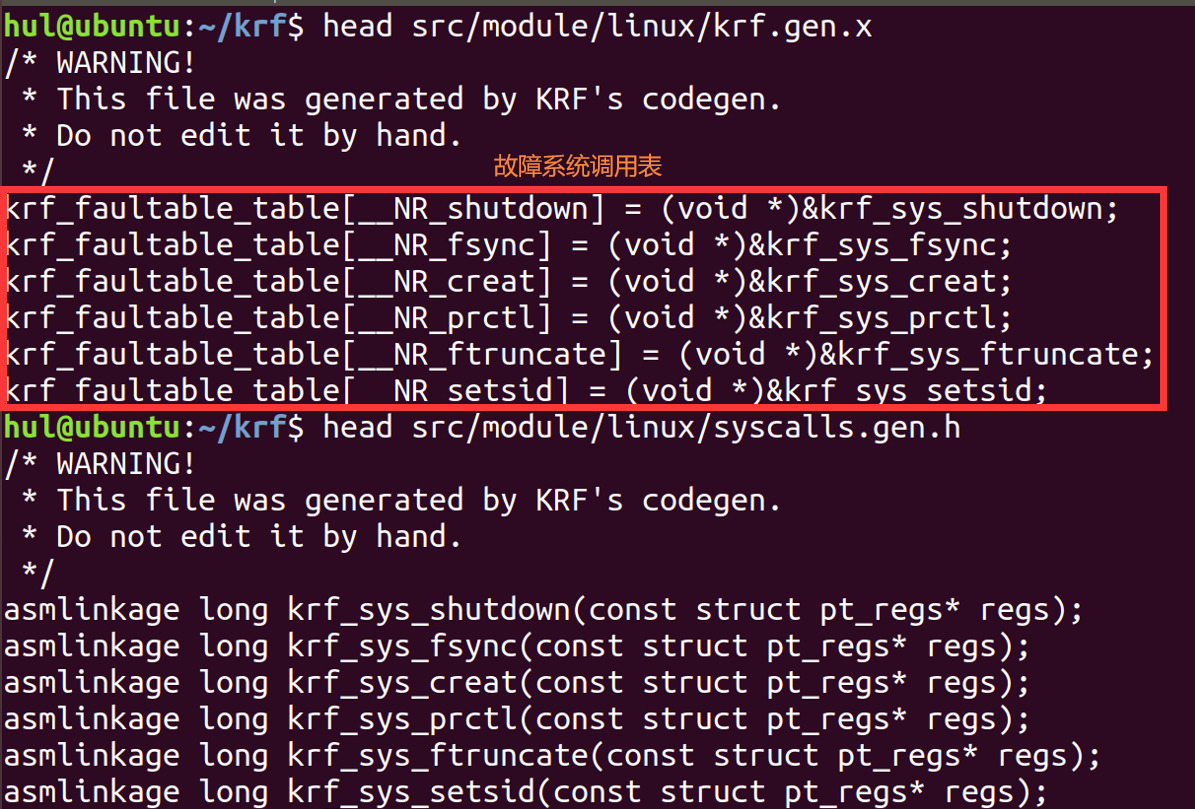 hul@ubuntu:~/krf$ head src/module/linux/krf.gen.x
/* WARNING!
 * This file was generated by KRF's codegen.
 * Do not edit it by hand.
 */
故障系统调用表
krf_faultable_table[__NR_shutdown] = (void *)&krf_sys_shutdown;
krf_faultable_table[__NR_fsync] = (void *)&krf_sys_fsync;
krf_faultable_table[__NR_creat] = (void *)&krf_sys_creat;
krf_faultable_table[__NR_prctl] = (void *)&krf_sys_prctl;
krf_faultable_table[__NR_ftruncate] = (void *)&krf_sys_ftruncate;
krf_faultable_table[__NR_setsid] = (void *)&krf_sys_setsid;
hul@ubuntu:~/krf$ head src/module/linux/syscalls.gen.h
/* WARNING!
 * This file was generated by KRF's codegen.
 * Do not edit it by hand.
 */
asmlinkage long krf_sys_shutdown(const struct pt_regs* regs);
asmlinkage long krf_sys_fsync(const struct pt_regs* regs);
asmlinkage long krf_sys_creat(const struct pt_regs* regs);
asmlinkage long krf_sys_prctl(const struct pt_regs* regs);
asmlinkage long krf_sys_ftruncate(const struct pt_regs* regs);
asmlinkage long krf_sys_setsid(const struct pt_regs* regs);